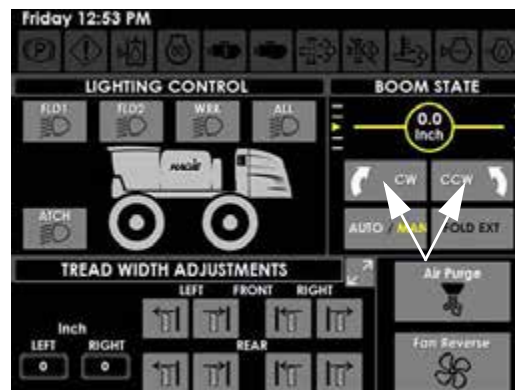 Friday 12:53 PM
LIGHTING CONTROL
FLD1 FLD2 WRK ALL
HAGIE
ATCH
BOOM STATE
0.0
Inch
CW CCW
AUTO / MAN FOLD EXT
TREAD WIDTH ADJUSTMENTS
LEFT FRONT RIGHT
Inch
LEFT RIGHT
REAR
0 0
Air Purge
Fan Reverse